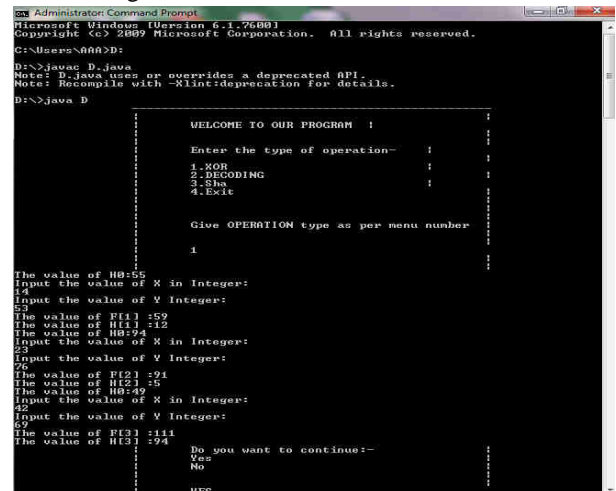 Administrator: Command Prompt
Microsoft Windows [Version 6.1.7600]
Copyright (c) 2009 Microsoft Corporation.  All rights reserved.
C:\Users\AAA>D:
D:\>javac D.java
Note: D.java uses or overrides a deprecated API.
Note: Recompile with -Xlint:deprecation for details.
D:\>java D
WELCOME TO OUR PROGRAM  !
Enter the type of operation-
1.XOR
2.DECODING
3.Sha
4.Exit
Give OPERATION type as per menu number
1
The value of H0:55
Input the value of X in Integer:
14
Input the value of Y Integer:
53
The value of F[1] :59
The value of H[1] :12
The value of H0:94
Input the value of X in Integer:
23
Input the value of Y Integer:
76
The value of F[2] :91
The value of H[2] :5
The value of H0:49
Input the value of X in Integer:
42
Input the value of Y Integer:
69
The value of F[3] :111
The value of H[3] :94
Do you want to continue:-
Yes
No
YES